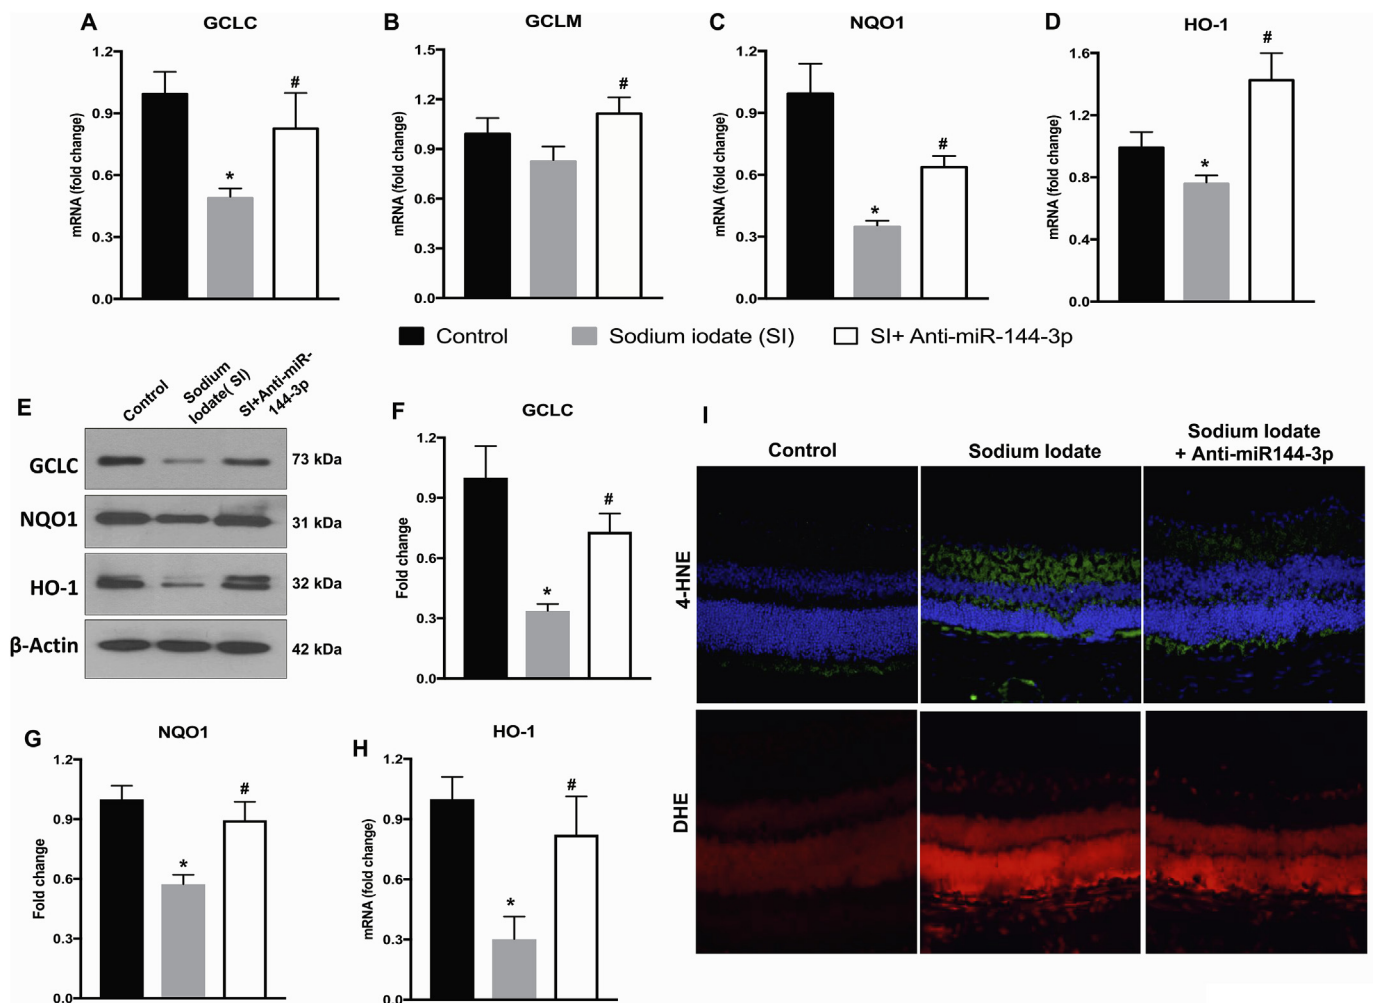 A
GCLC
1.2
0.9
0.6
0.3
0.0
mRNA (fold change)
*
#
B
GCLM
1.5
1.2
0.9
0.6
0.3
0.0
mRNA (fold change)
#
C
NQO1
1.2
0.9
0.6
0.3
0.0
mRNA (fold change)
*
#
D
HO-1
1.6
1.2
0.8
0.4
0.0
mRNA (fold change)
*
#
Control
Sodium iodate (SI)
SI+ Anti-miR-144-3p
E
Control
Sodium
Iodate( SI)
SI+Anti-miR-
144-3p
GCLC
73 kDa
NQO1
31 kDa
HO-1
32 kDa
β-Actin
42 kDa
F
GCLC
1.2
0.9
0.6
0.3
0.0
Fold change
*
#
G
NQO1
1.2
0.9
0.6
0.3
0.0
Fold change
*
#
H
HO-1
1.2
0.9
0.6
0.3
0.0
mRNA (fold change)
*
#
I
Control
Sodium Iodate
Sodium Iodate
+ Anti-miR144-3p
4-HNE
DHE